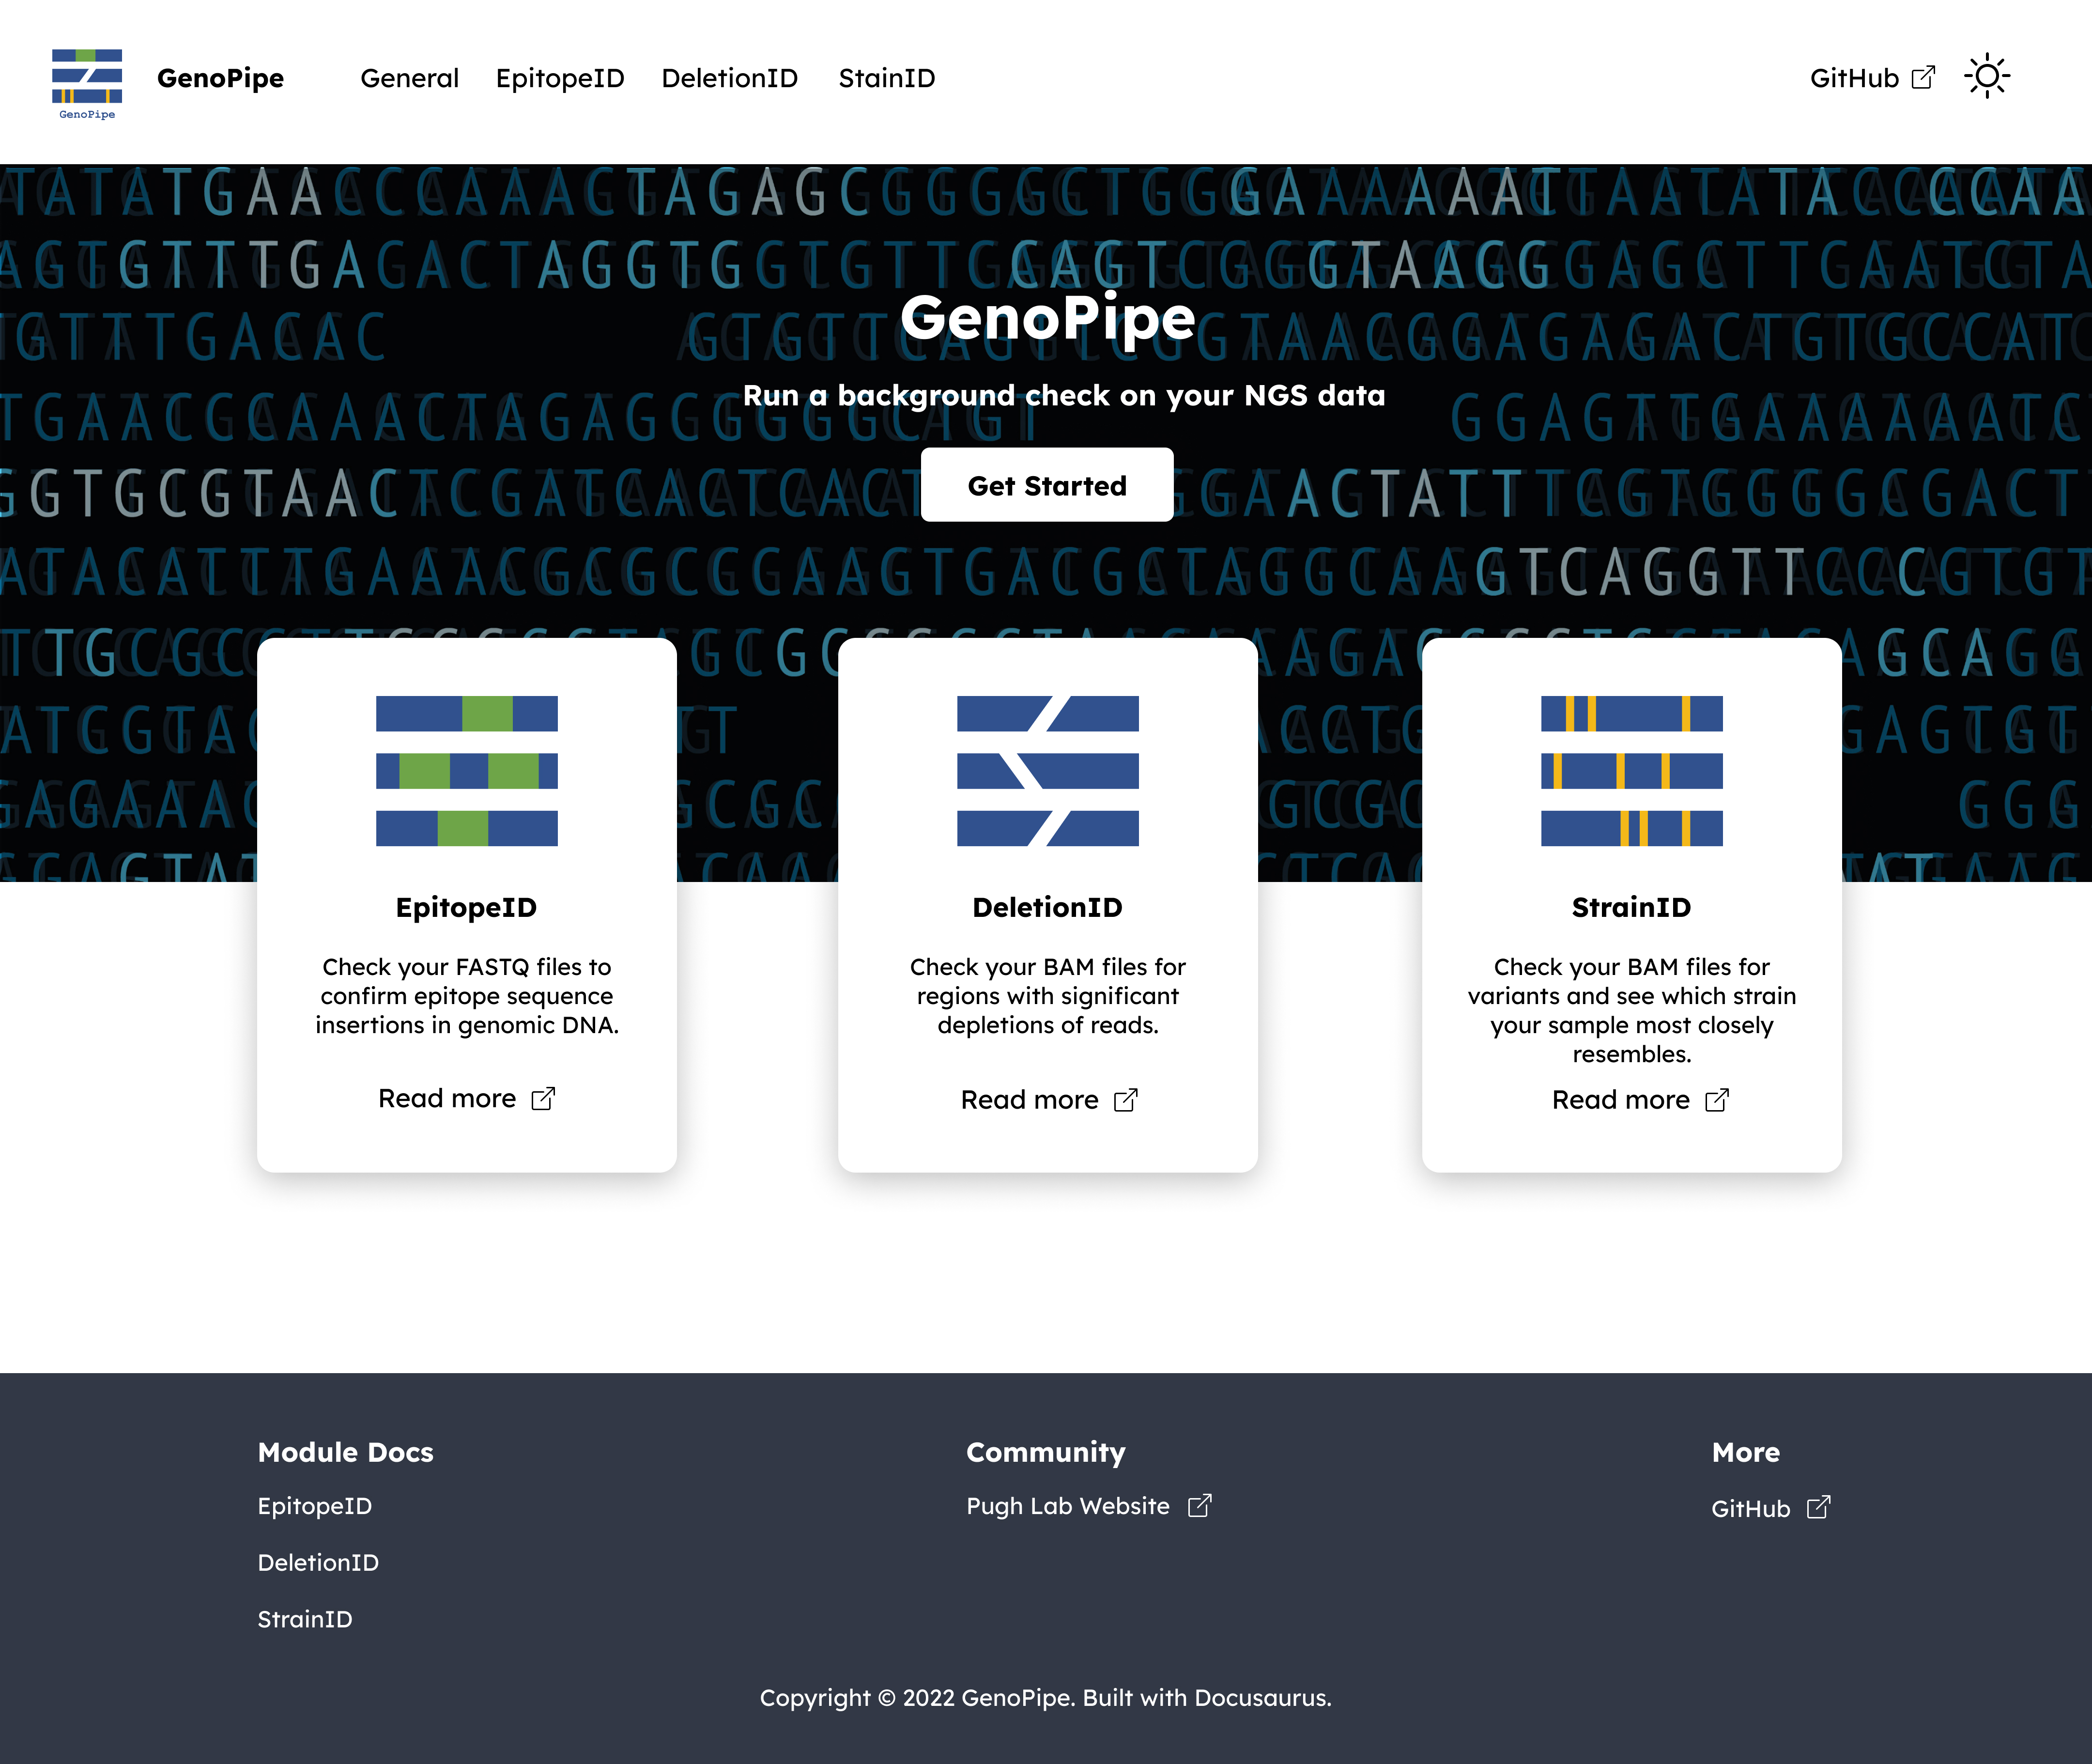 GenoPipe
GenoPipe General EpitopeID DeletionID StainID GitHub
GenoPipe
Run a background check on your NGS data
Get Started
EpitopeID
Check your FASTQ files to
confirm epitope sequence
insertions in genomic DNA.
Read more
DeletionID
Check your BAM files for
regions with significant
depletions of reads.
Read more
StrainID
Check your BAM files for
variants and see which strain
your sample most closely
resembles.
Read more
Module Docs
EpitopeID
DeletionID
StrainID
Community
Pugh Lab Website
More
GitHub
Copyright © 2022 GenoPipe. Built with Docusaurus.